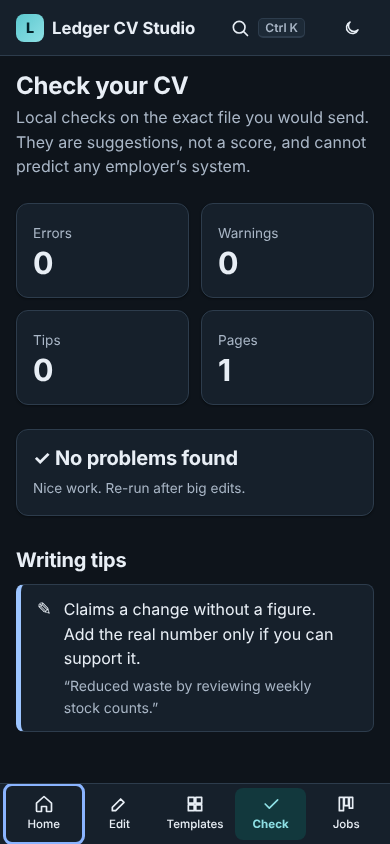 L Ledger CV Studio Ctrl K
Check your CV
Local checks on the exact file you would send.
They are suggestions, not a score, and cannot
predict any employer’s system.
Errors
0
Warnings
0
Tips
0
Pages
1
✓ No problems found
Nice work. Re-run after big edits.
Writing tips
✎ Claims a change without a figure.
Add the real number only if you can
support it.
“Reduced waste by reviewing weekly
stock counts.”
Home Edit Templates Check Jobs